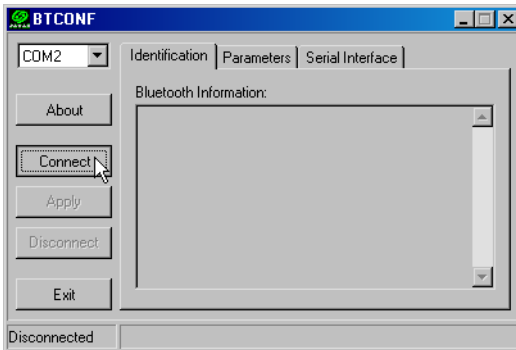 BTCONF
COM2
About
Connect
Apply
Disconnect
Exit
Identification
Parameters
Serial Interface
Bluetooth Information:
Disconnected